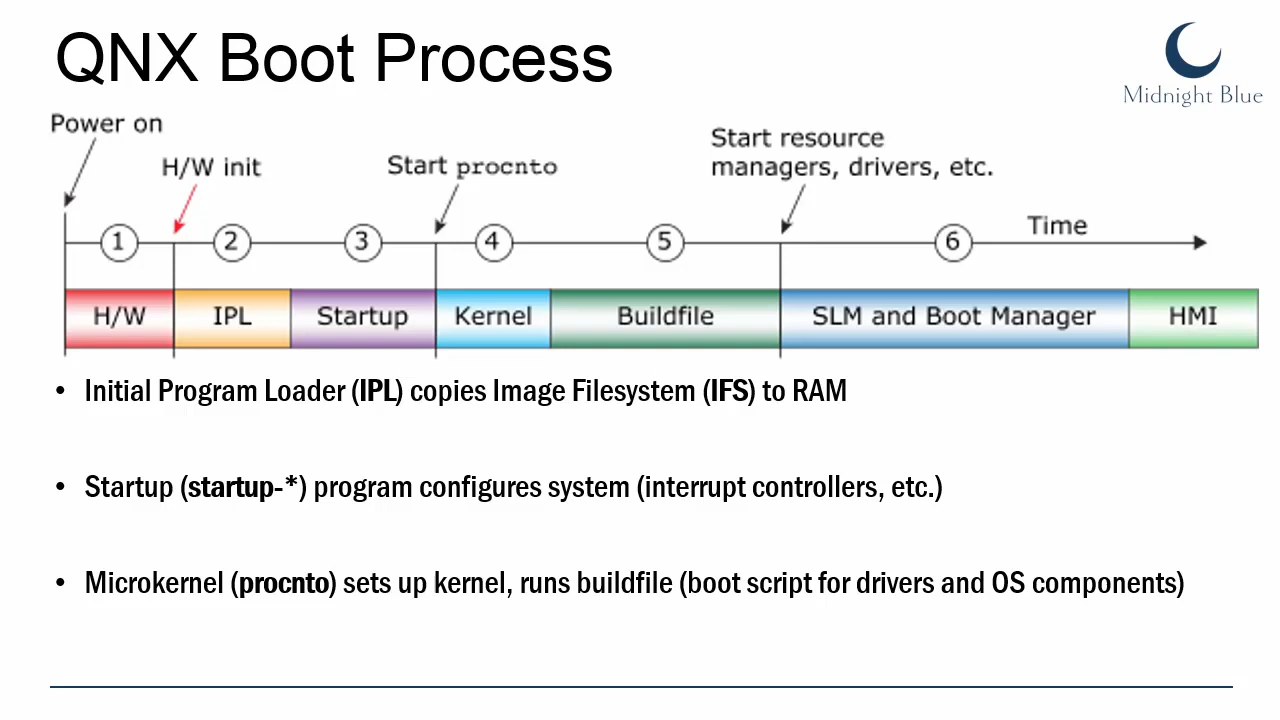 QNX Boot Process
Midnight Blue
Power on
H/W init
Start procnto
Start resource
managers, drivers, etc.
Time
1 2 3 4 5 6
H/W IPL Startup Kernel Buildfile SLM and Boot Manager HMI
• Initial Program Loader (IPL) copies Image Filesystem (IFS) to RAM
• Startup (startup-*) program configures system (interrupt controllers, etc.)
• Microkernel (procnto) sets up kernel, runs buildfile (boot script for drivers and OS components)